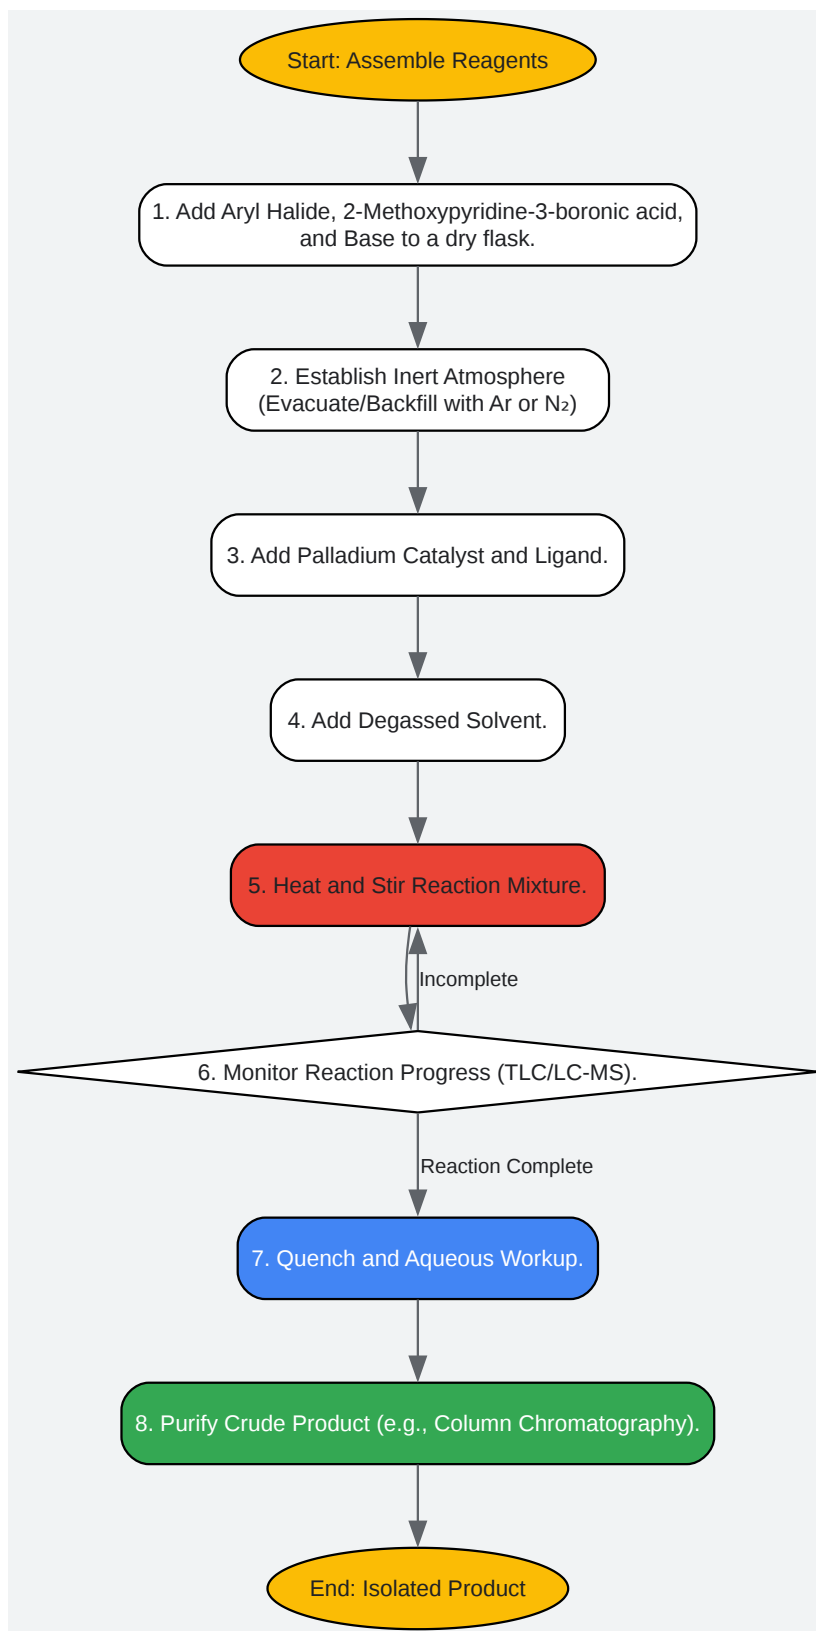 Start: Assemble Reagents
1. Add Aryl Halide, 2-Methoxypyridine-3-boronic acid,
and Base to a dry flask.
2. Establish Inert Atmosphere
(Evacuate/Backfill with Ar or N₂)
3. Add Palladium Catalyst and Ligand.
4. Add Degassed Solvent.
5. Heat and Stir Reaction Mixture.
Incomplete
6. Monitor Reaction Progress (TLC/LC-MS).
Reaction Complete
7. Quench and Aqueous Workup.
8. Purify Crude Product (e.g., Column Chromatography).
End: Isolated Product